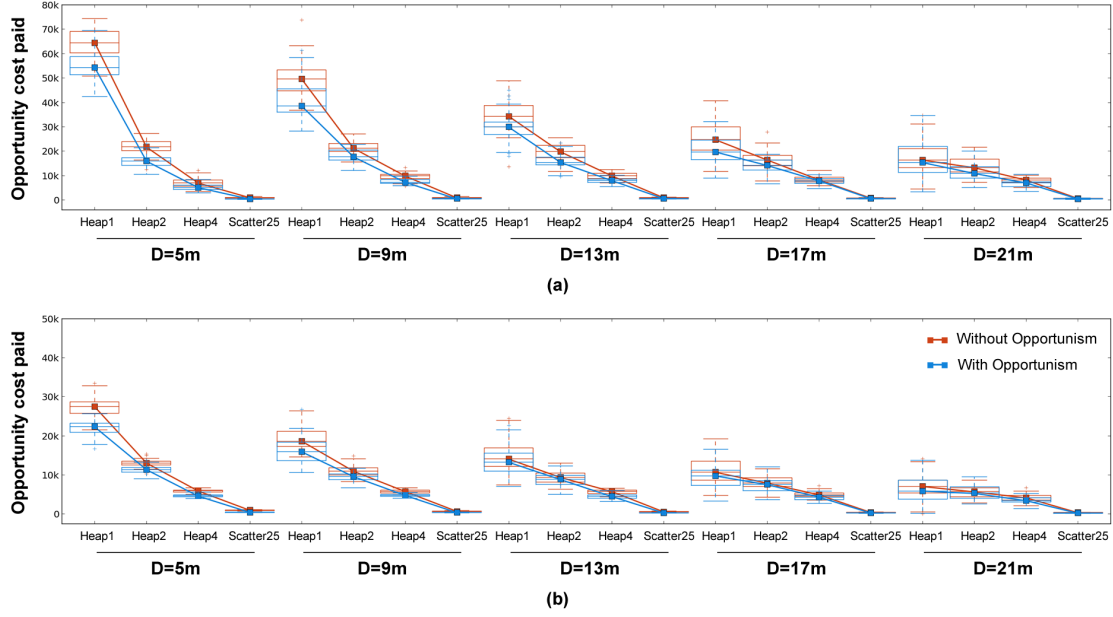 Opportunity cost paid
80k
70k
60k
50k
40k
30k
20k
10k
0
Heap1 Heap2 Heap4 Scatter25 Heap1 Heap2 Heap4 Scatter25 Heap1 Heap2 Heap4 Scatter25 Heap1 Heap2 Heap4 Scatter25 Heap1 Heap2 Heap4 Scatter25
D=5m D=9m D=13m D=17m D=21m
(a)
Opportunity cost paid
50k
40k
30k
20k
10k
0
Without Opportunism
With Opportunism
Heap1 Heap2 Heap4 Scatter25 Heap1 Heap2 Heap4 Scatter25 Heap1 Heap2 Heap4 Scatter25 Heap1 Heap2 Heap4 Scatter25 Heap1 Heap2 Heap4 Scatter25
D=5m D=9m D=13m D=17m D=21m
(b)